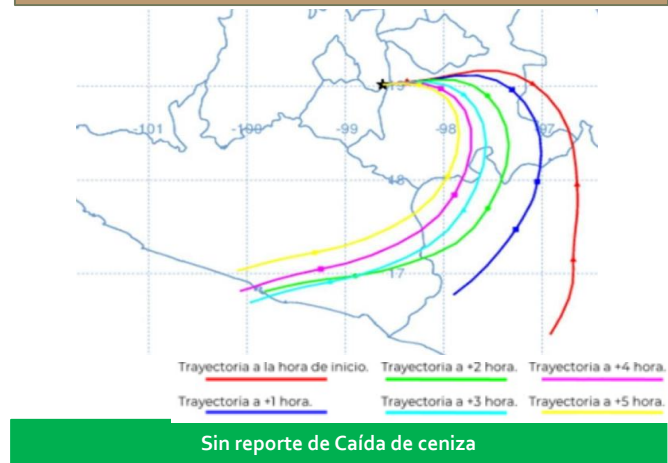 19
-101 -100 -99 -98 -97
18
17
Trayectoria a la hora de inicio. Trayectoria a +2 hora. Trayectoria a +4 hora.
Trayectoria a +1 hora. Trayectoria a +3 hora. Trayectoria a +5 hora.
Sin reporte de Caída de ceniza